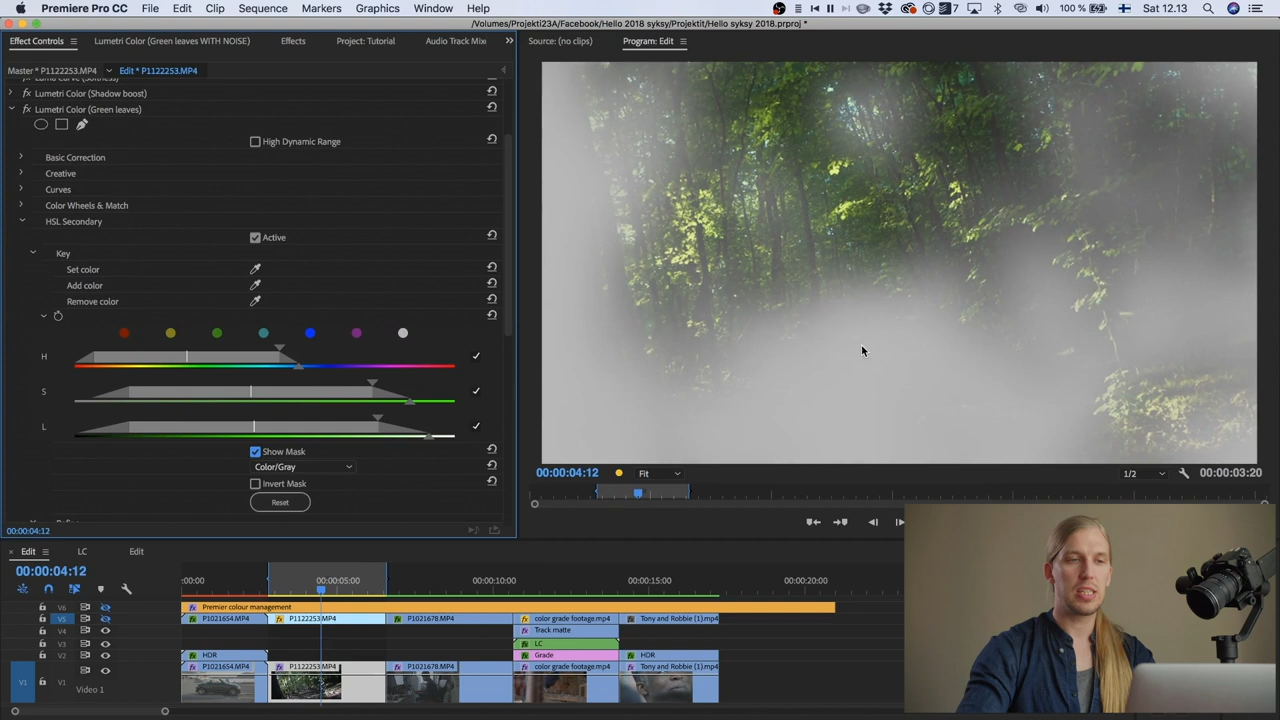 Premiere Pro CC File Edit Clip Sequence Markers Graphics Window Help 7 100 % Sat 12.13
/Volumes/Projekti23A/Facebook/Hello 2018 syksy/Projektit/Hello syksy 2018.prproj *
Effect Controls Lumetri Color (Green leaves WITH NOISE) Effects Project: Tutorial Audio Track Mix Source: (no clips) Program: Edit
Master * P1122253.MP4 Edit * P1122253.MP4
Lumetri Color (Shadow boost)
Lumetri Color (Green leaves)
High Dynamic Range
Basic Correction
Creative
Curves
Color Wheels & Match
HSL Secondary
Active
Key
Set color
Add color
Remove color
H
S
L
Show Mask
Color/Gray
Invert Mask
Reset
00:00:04:12 Fit 1/2 00:00:03:20
00:00:04:12
Edit LC Edit
00:00:04:12 :00:00 00:00:05:00 00:00:10:00 00:00:15:00 00:00:20:00
V6 Premier colour management
V5 P1021654.MP4 P1122253.MP4 P1021678.MP4 color grade footage.mp4 Tony and Robbie (1).mp4
V4 Track matte
V3 LC
V2 HDR Grade HDR
P1021654.MP4 P1122253.MP4 P1021678.MP4 color grade footage.mp4 Tony and Robbie (1).mp4
V1 V1 Video 1